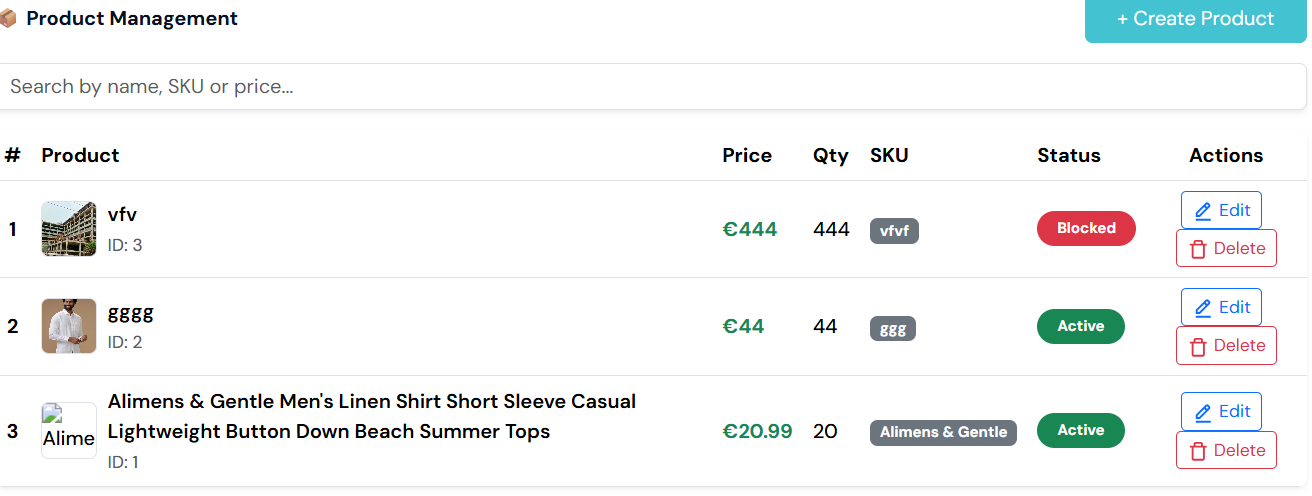 📦 Product Management
+ Create Product
Search by name, SKU or price...
# Product Price Qty SKU Status Actions
1 vfv €444 444 vfvf Blocked Edit
ID: 3 Delete
2 gggg €44 44 ggg Active Edit
ID: 2 Delete
Alimens & Gentle Men's Linen Shirt Short Sleeve Casual Edit
3 Alime Lightweight Button Down Beach Summer Tops €20.99 20 Alimens & Gentle Active
ID: 1 Delete